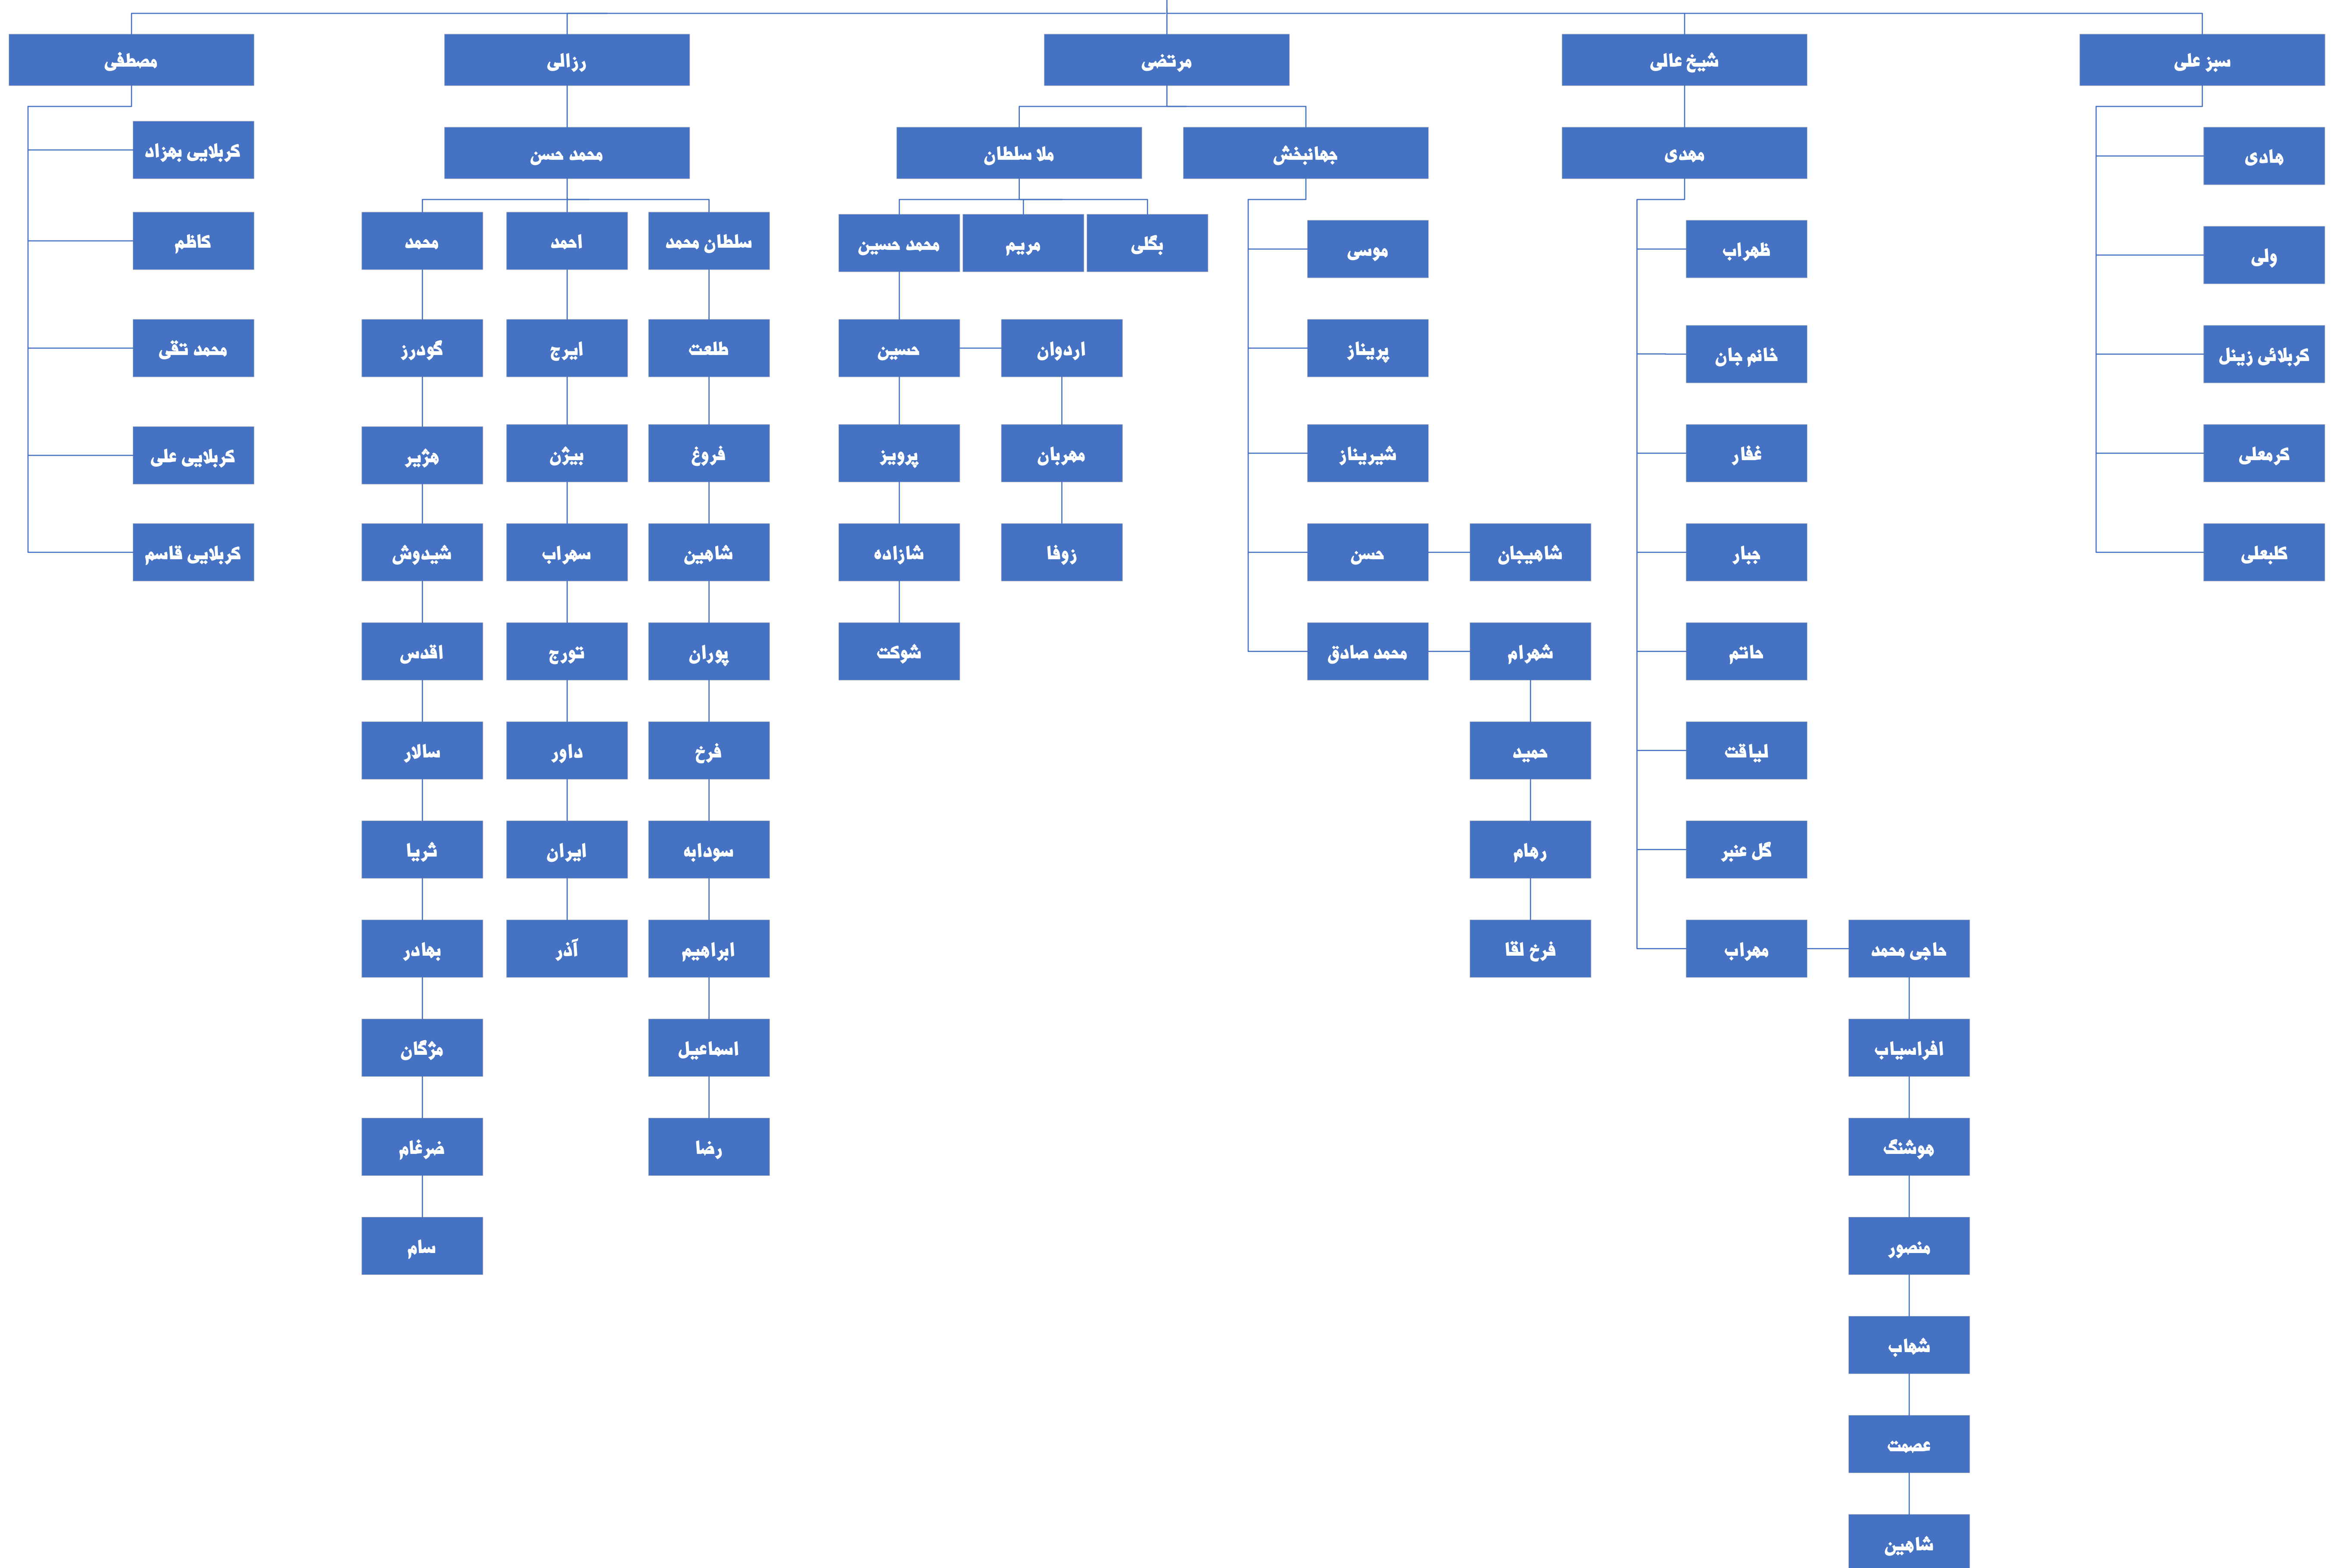 سبز علی
شیخ عالی
مرتضی
رزالی
مصطفی
هادی
ولی
کربلائی زینل
کرمعلی
کلبعلی
مهدی
ظهراب
خانم جان
غفار
جبار
حاتم
لیاقت
گل عنبر
مهراب
حاجی محمد
افراسیاب
هوشنگ
منصور
شهاب
عصمت
شاهین
جهانبخش
موسی
پریناز
شیریناز
حسن
شاهیجان
محمد صادق
شهرام
حمید
رهام
فرخ لقا
ملا سلطان
بگلی
مریم
محمد حسین
حسین
اردوان
پرویز
مهربان
شازاده
زوفا
شوکت
محمد حسن
سلطان محمد
طلعت
فروغ
شاهین
پوران
فرخ
سودابه
ابراهیم
اسماعیل
رضا
احمد
ایرج
بیژن
سهراب
تورج
داور
ایران
آذر
محمد
گودرز
هژیر
شیدوش
اقدس
سالار
ثریا
بهادر
مژگان
ضرغام
سام
کربلایی بهزاد
کاظم
محمد تقی
کربلایی علی
کربلایی قاسم